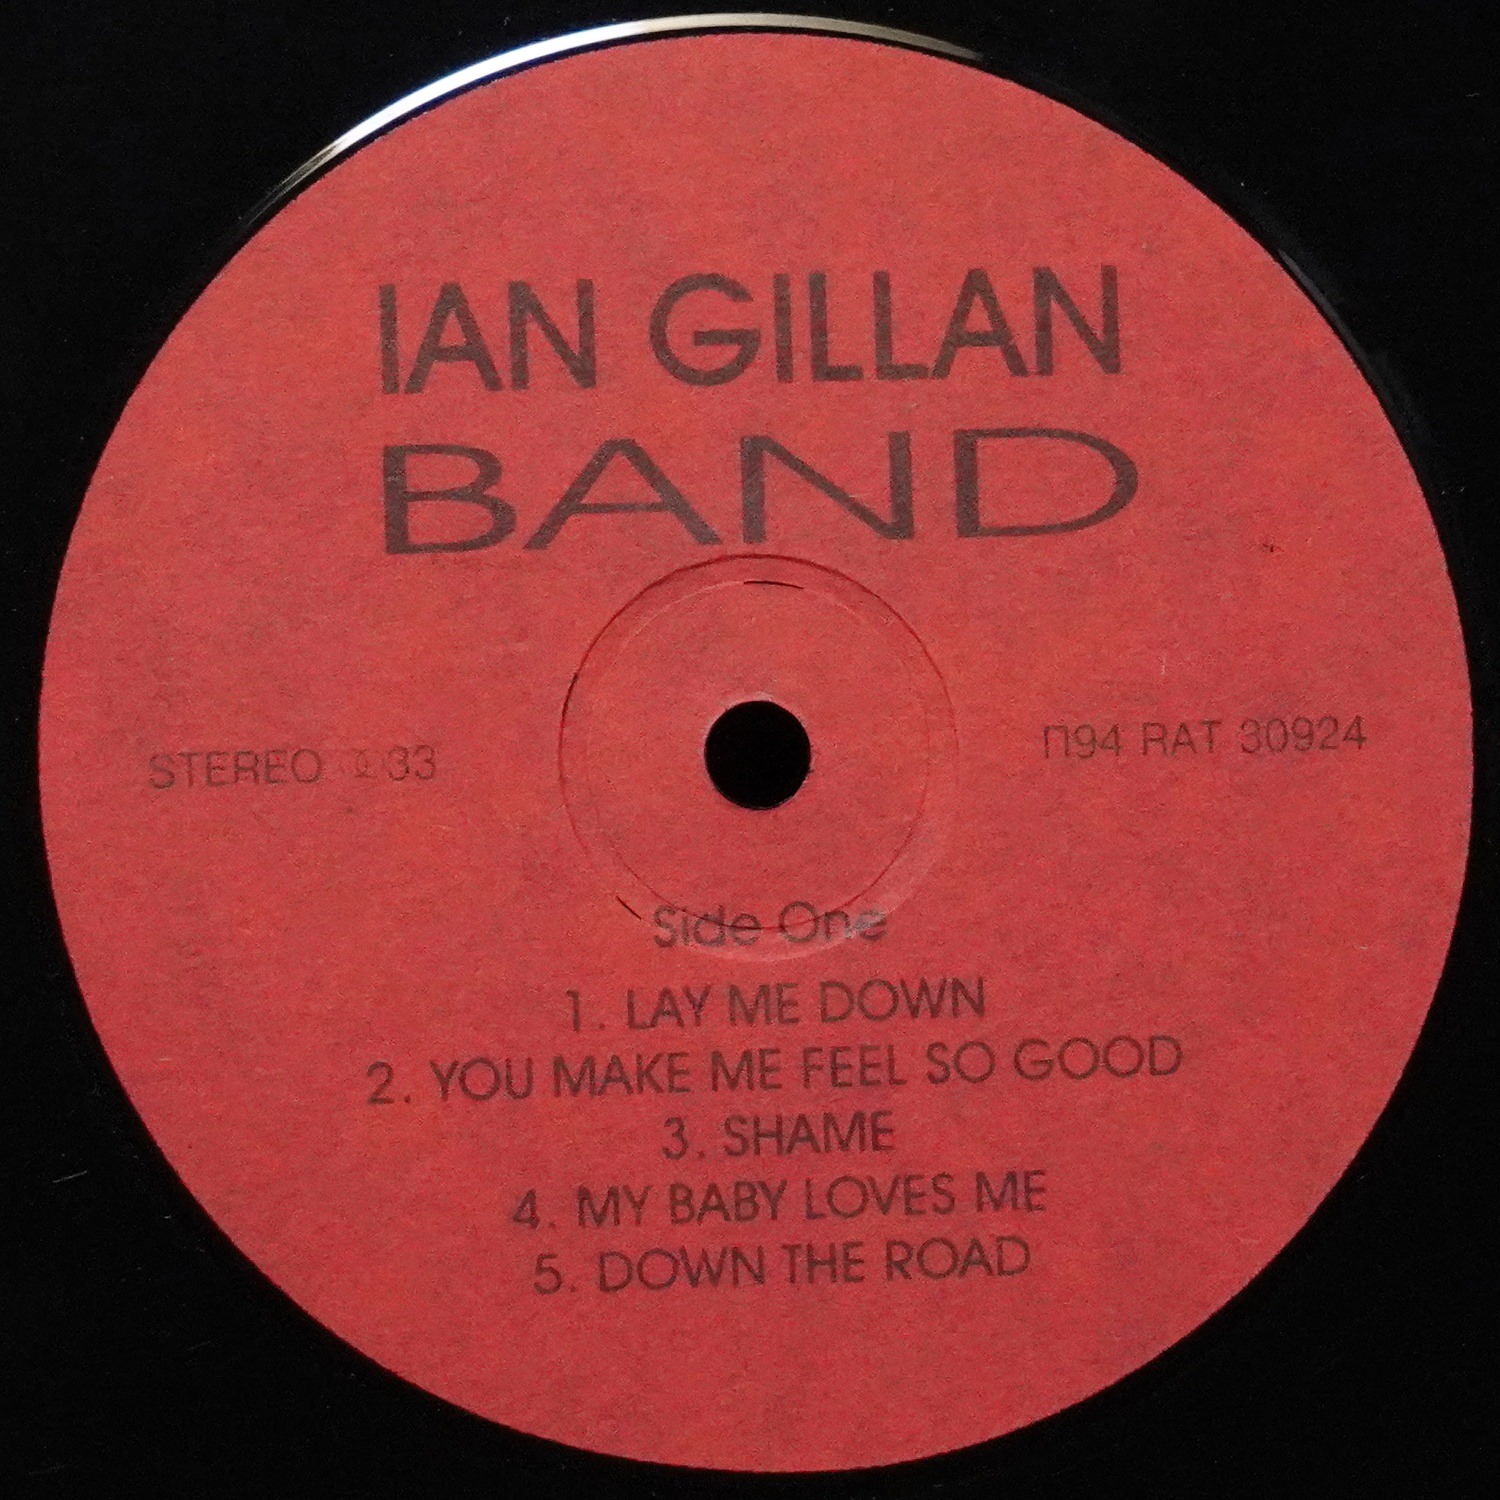 IAN GILLAN
BAND
STEREO 33
П94 RAT 30924
Side One
1. LAY ME DOWN
2. YOU MAKE ME FEEL SO GOOD
3. SHAME
4. MY BABY LOVES ME
5. DOWN THE ROAD